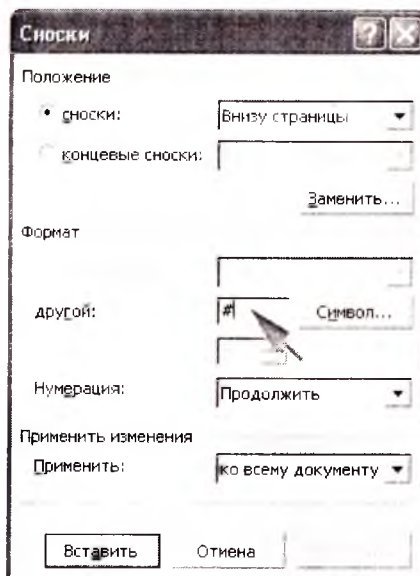 Сноски
Положение
сноски: Внизу страницы
концевые сноски:
Заменить...
Формат
другой: # Символ...
Нумерация: Продолжить
Применить изменения
Применить: ко всему документу
Вставить Отмена